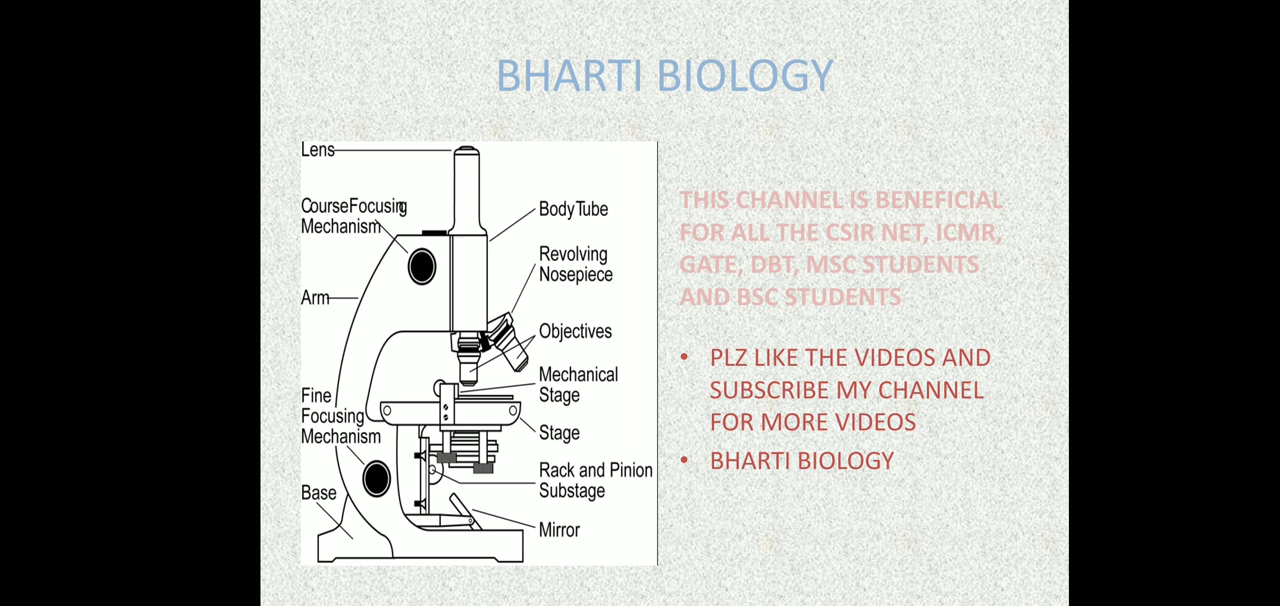 BHARTI BIOLOGY
Lens
CourseFocusing
Mechanism
Arm
Fine
Focusing
Mechanism
Base
Body Tube
Revolving
Nosepiece
Objectives
Mechanical
Stage
Stage
Rack and Pinion
Substage
Mirror
THIS CHANNEL IS BENEFICIAL
FOR ALL THE CSIR NET, ICMR,
GATE, DBT, MSC STUDENTS
AND BSC STUDENTS
• PLZ LIKE THE VIDEOS AND
SUBSCRIBE MY CHANNEL
FOR MORE VIDEOS
• BHARTI BIOLOGY